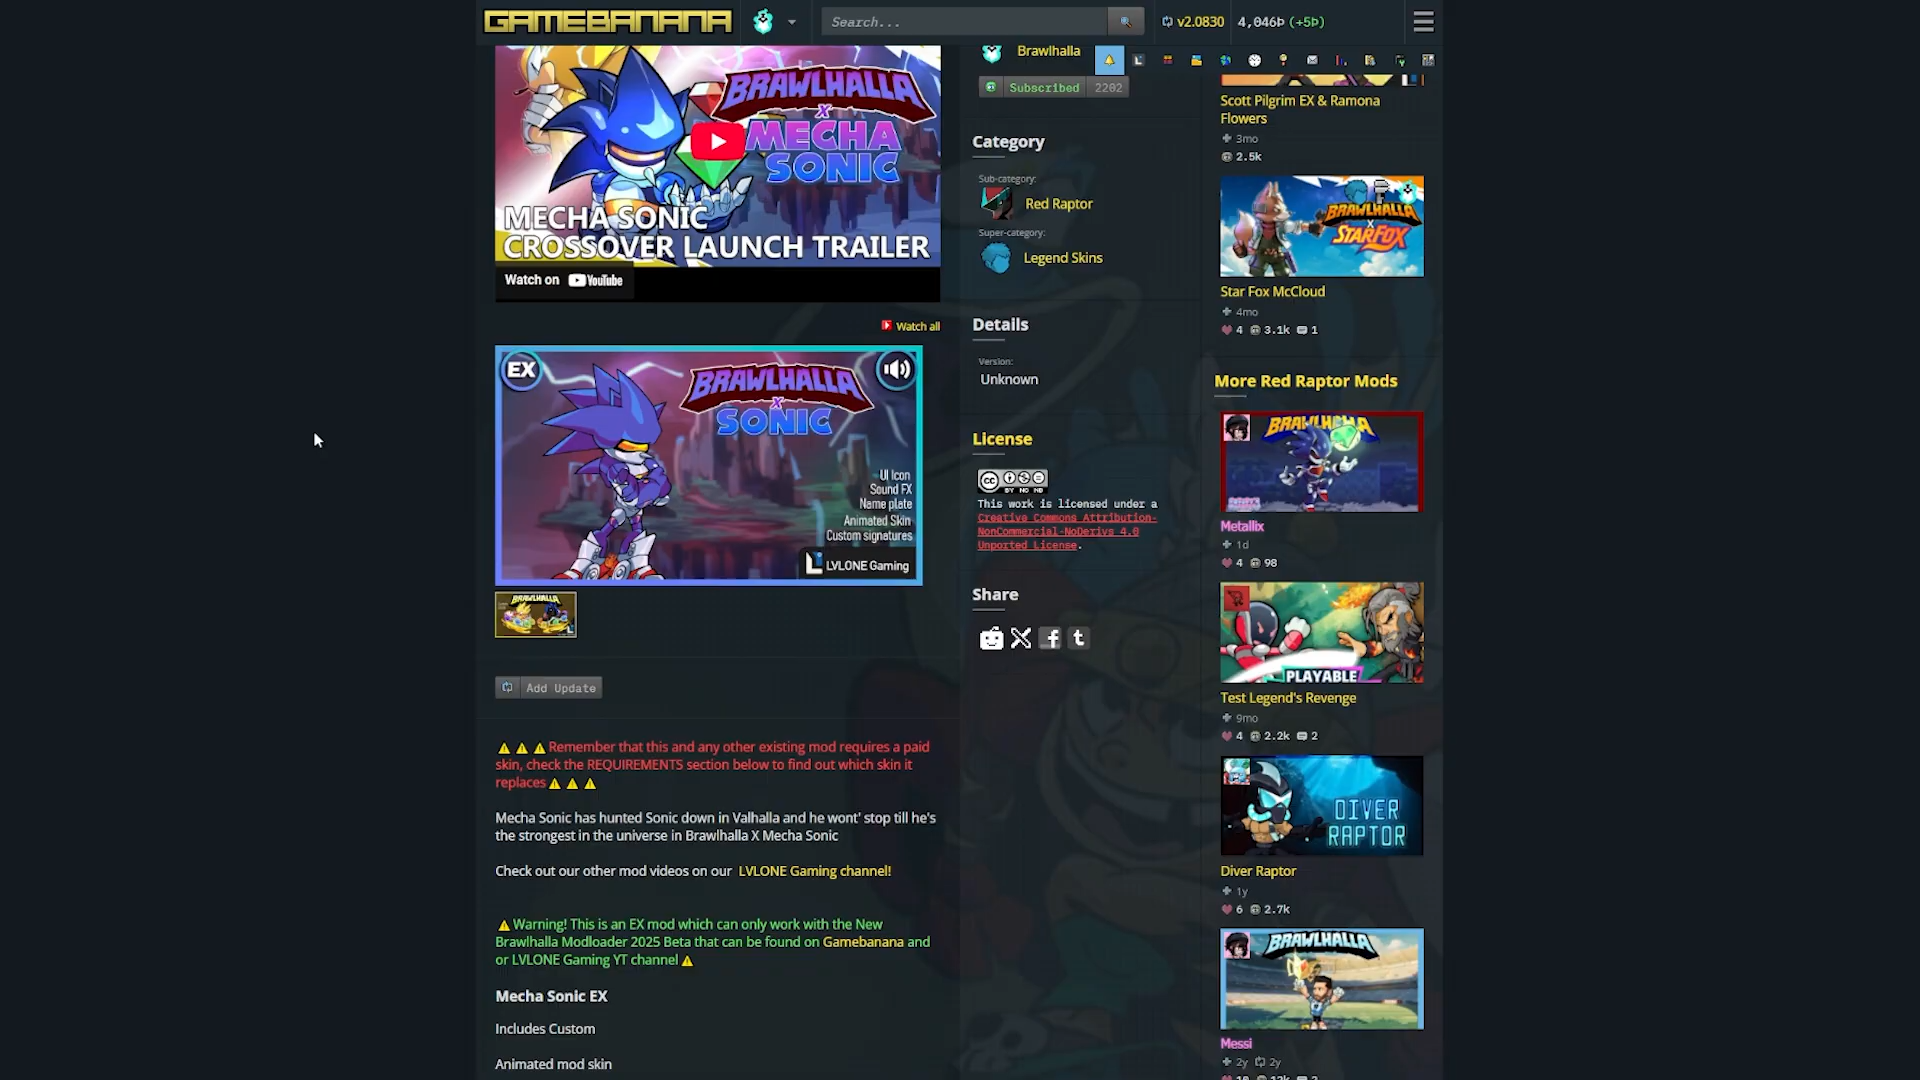 GAMEBANANA
Search...
v2.0830
4,046Þ (+5Þ)
BRAWLHALLA
X
MECHA
SONIC
MECHA SONIC
CROSSOVER LAUNCH TRAILER
Watch on YouTube
Watch all
EX
BRAWLHALLA
X
SONIC
UI Icon
Sound FX
Name plate
Animated Skin
Custom signatures
LVLONE Gaming
BRAWLHALLA
Add Update
Remember that this and any other existing mod requires a paid
skin, check the REQUIREMENTS section below to find out which skin it
replaces
Mecha Sonic has hunted Sonic down in Valhalla and he wont' stop till he's
the strongest in the universe in Brawlhalla X Mecha Sonic
Check out our other mod videos on our LVLONE Gaming channel!
Warning! This is an EX mod which can only work with the New
Brawlhalla Modloader 2025 Beta that can be found on Gamebanana and
or LVLONE Gaming YT channel
Mecha Sonic EX
Includes Custom
Animated mod skin
Brawlhalla
Subscribed 2202
Category
Sub-category:
Red Raptor
Super-category:
Legend Skins
Details
Version:
Unknown
License
CC
BY NC ND
This work is licensed under a
Creative Commons Attribution-
NonCommercial-NoDerivs 4.0
Unported License.
Share
Scott Pilgrim EX & Ramona
Flowers
3mo
2.5k
BRAWLHALLA
X
STARFOX
Star Fox McCloud
4mo
4 3.1k 1
More Red Raptor Mods
BRAWLHALLA
Metallix
1d
4 98
PLAYABLE
Test Legend's Revenge
9mo
4 2.2k 2
DIVER
RAPTOR
Diver Raptor
1y
6 2.7k
BRAWLHALLA
Messi
2y 2y